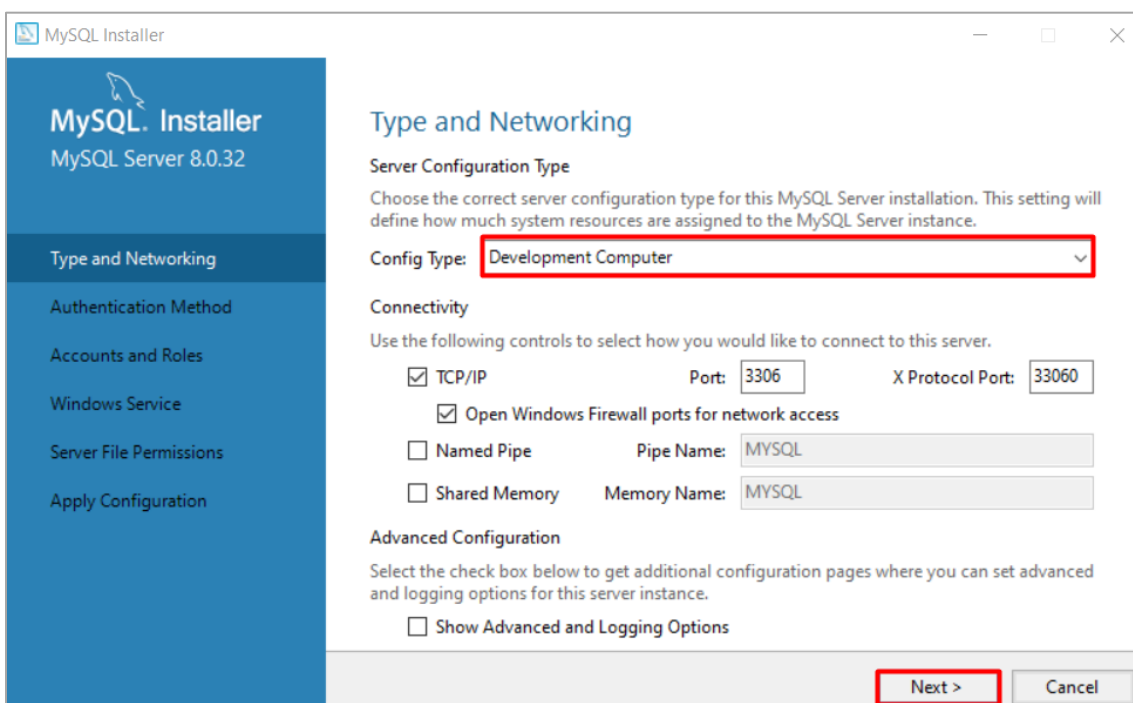 MySQL Installer
MySQL. Installer
MySQL Server 8.0.32
Type and Networking
Authentication Method
Accounts and Roles
Windows Service
Server File Permissions
Apply Configuration
Type and Networking
Server Configuration Type
Choose the correct server configuration type for this MySQL Server installation. This setting will
define how much system resources are assigned to the MySQL Server instance.
Config Type: Development Computer
Connectivity
Use the following controls to select how you would like to connect to this server.
TCP/IP Port: 3306 X Protocol Port: 33060
Open Windows Firewall ports for network access
Named Pipe Pipe Name: MYSQL
Shared Memory Memory Name: MYSQL
Advanced Configuration
Select the check box below to get additional configuration pages where you can set advanced
and logging options for this server instance.
Show Advanced and Logging Options
Next > Cancel